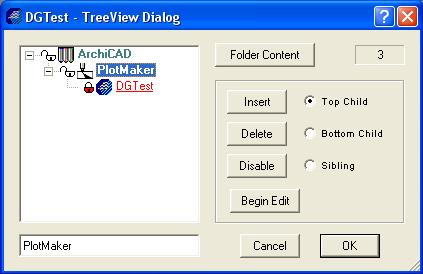 DGTest - TreeView Dialog
ArchiCAD
PlotMaker
DGTest
Folder Content
3
Insert
Top Child
Delete
Bottom Child
Disable
Sibling
Begin Edit
PlotMaker
Cancel
OK